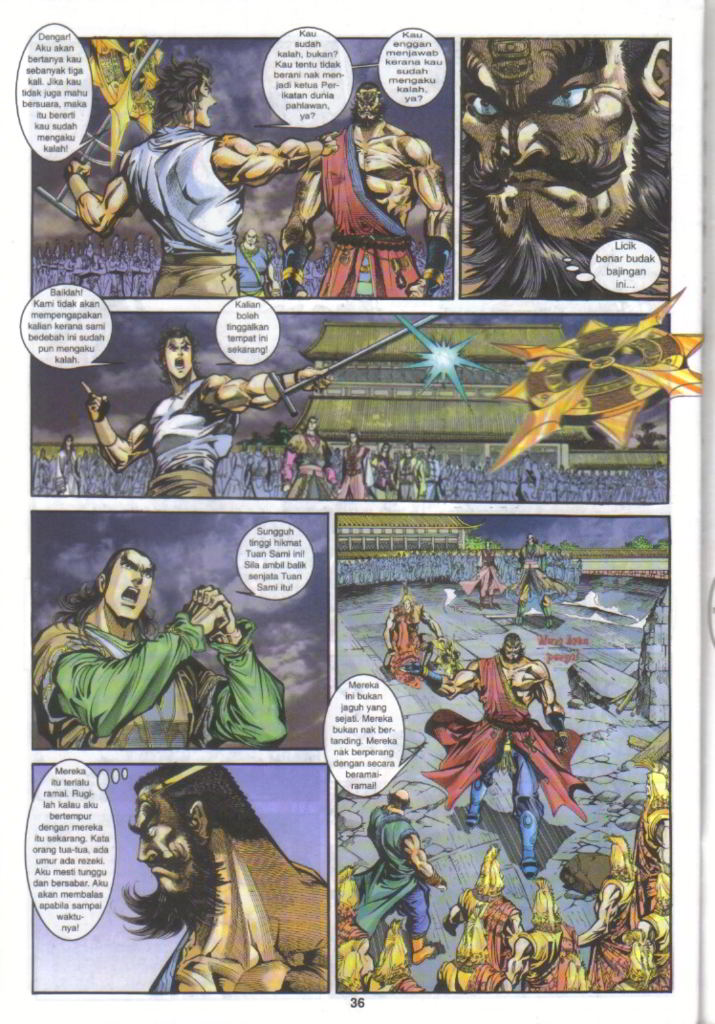 Dengar!
Aku akan
bertanya kau
sebanyak tiga
kali. Jika kau
tidak juga mahu
bersuara, maka
itu bererti
kau sudah
mengaku
kalah!
Kau
sudah
kalah, bukan?
Kau tentu tidak
berani nak men-
jadi ketua Per-
ikatan dunia
pahlawan,
ya?
Kau
enggan
menjawab
kerana kau
sudah
mengaku
kalah,
ya?
Licik
benar budak
bajingan
ini...
Baiklah!
Kami tidak akan
mempengapakan
kalian kerana sami
bedebah ini sudah
pun mengaku
kalah.
Kalian
boleh
tinggalkan
tempat ini
sekarang!
Sungguh
tinggi hikmat
Tuan Sami ini!
Sila ambil balik
senjata Tuan
Sami itu!
Mereka
ini bukan
jaguh yang
sejati. Mereka
bukan nak ber-
tanding. Mereka
nak berperang
dengan secara
beramai-
ramai!
Mereka
itu terlalu
ramai. Rugi-
lah kalau aku
bertempur
dengan mereka
itu sekarang. Kata
orang tua-tua, ada
umur ada rezeki.
Aku mesti tunggu
dan bersabar. Aku
akan membalas
apabila sampai
waktu-
nya!
36